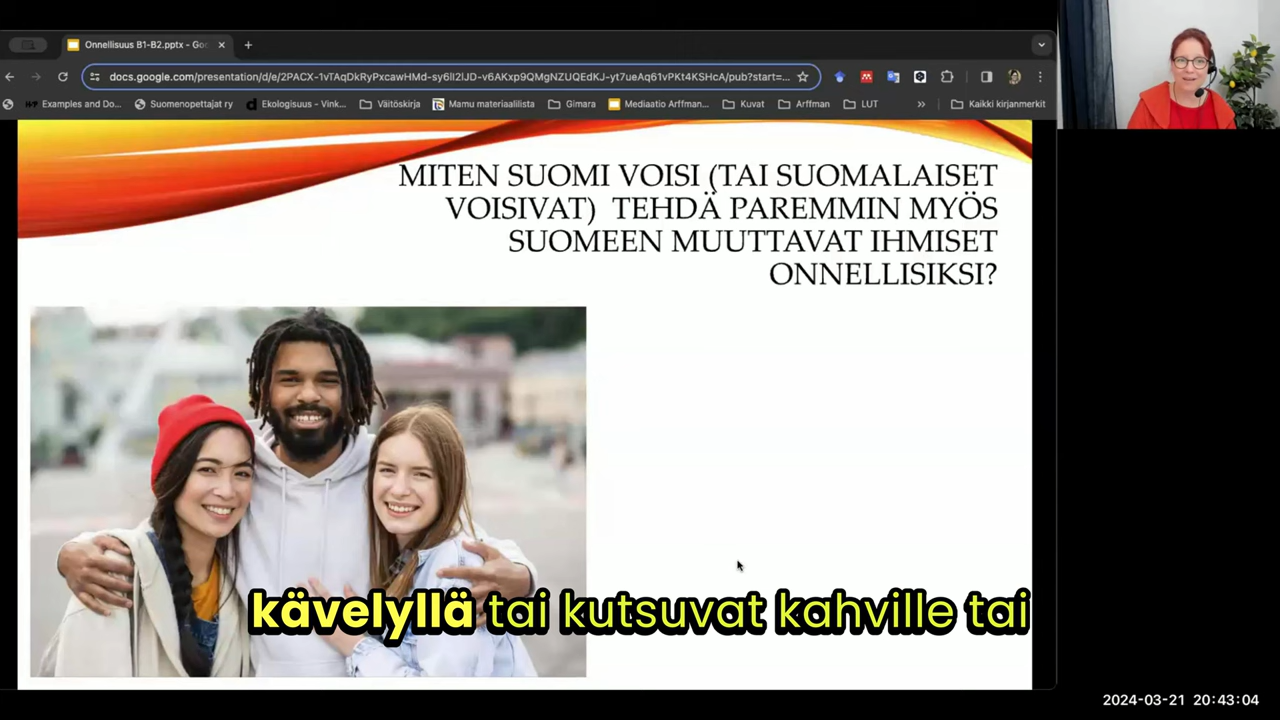 Onnellisuus B1-B2.pptx - Goo
docs.google.com/presentation/d/e/2PACX-1vTAqDkRyPxcawHMd-sy6lI2lJD-v6AKxp9QMgNZUQEdKJ-yt7ueAq61vPKt4KSHcA/pub?start=...
Examples and Do... Suomenopettajat ry Ekologisuus - Vink... Väitöskirja Mamu materiaalista Gimara Mediaatio Arffman... Kuvat Arffman LUT » Kaikki kirjanmerkit
MITEN SUOMI VOISI (TAI SUOMALAISET
VOISIVAT) TEHDÄ PAREMMIN MYÖS
SUOMEEN MUUTTAVAT IHMISET
ONNELLISIKSI?
kävelyllä tai kutsuvat kahville tai
2024-03-21 20:43:04